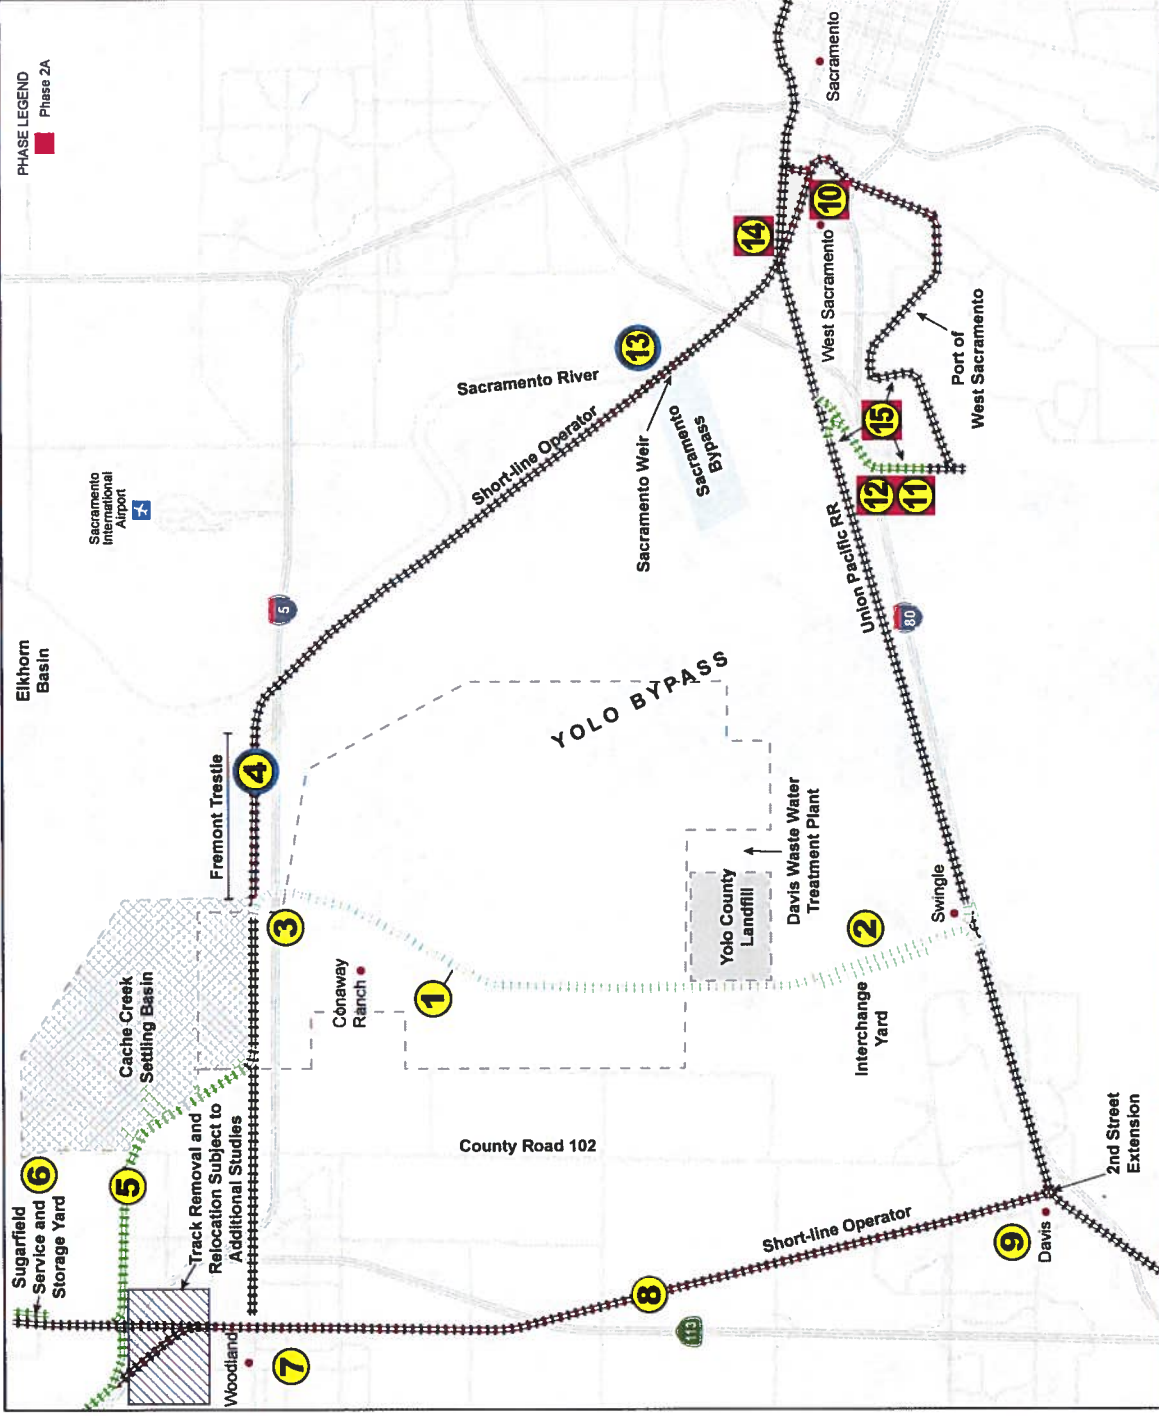 PHASE LEGEND
Phase 2A
Sacramento
10
14
West Sacramento
Port of
West Sacramento
13
Sacramento River
Short-line Operator
Sacramento Weir
Sacramento
Bypass
15
12
11
Union Pacific RR
80
Sacramento
International
Airport
5
Elkhorn
Basin
YOLO BYPASS
Fremont Trestle
4
3
Cache Creek
Settling Basin
Conaway
Ranch
1
Yolo County
Landfill
Davis Waste Water
Treatment Plant
2
Swingle
Interchange
Yard
County Road 102
2nd Street
Extension
Sugarfield
Service and
Storage Yard
6
5
Track Removal and
Relocation Subject to
Additional Studies
Short-line Operator
9
Davis
8
113
Woodland
7